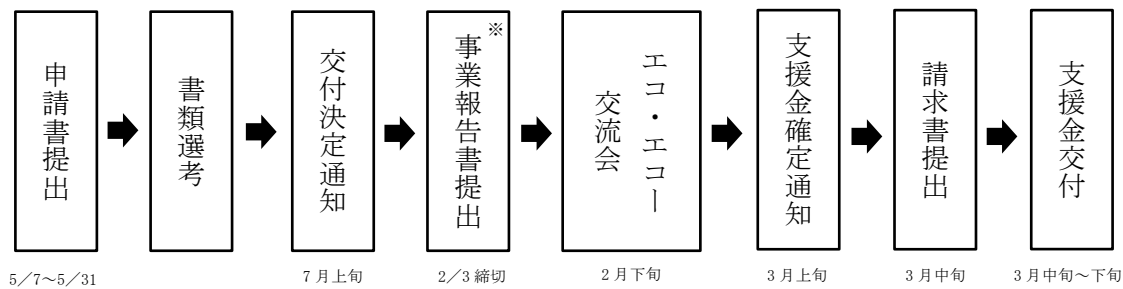 申請書提出
書類選考
交付決定通知
※
事業報告書提出
エコ・エコー
交流会
支援金確定通知
請求書提出
支援金交付
5／7～5／31
7月上旬
2／3締切
2月下旬
3月上旬
3月中旬
3月中旬～下旬